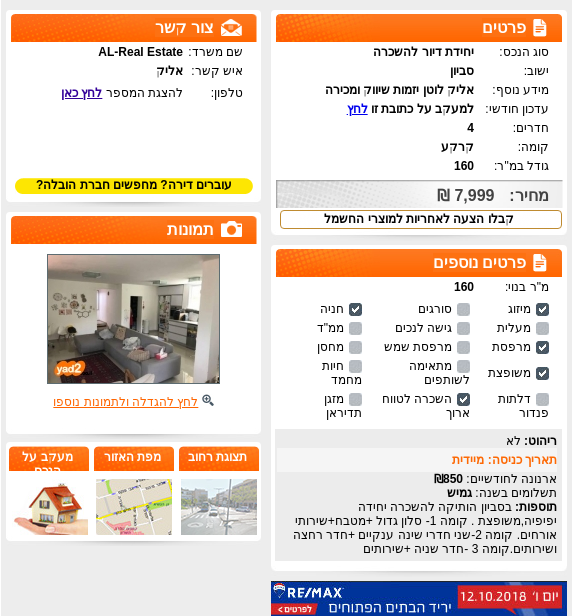 פרטים
סוג הנכס: יחידת דיור להשכרה
ישוב: סביון
מידע נוסף: אליק לוטן יזמות שיווק ומכירה
עדכון חודשי: למעקב על כתובת זו לחץ
חדרים: 4
קומה: קרקע
גודל במ"ר: 160
מחיר: 7,999 ₪
קבלו הצעה לאחריות למוצרי החשמל
פרטים נוספים
מ"ר בנוי: 160
מיזוג סורגים חניה
מעלית גישה לנכים ממ"ד
מרפסת מרפסת שמש מחסן
משופצת מתאימה לשותפים חיות מחמד
דלתות פנדור השכרה לטווח ארוך מזגן תדיראן
ריהוט: לא
תאריך כניסה: מיידית
ארנונה לחודשיים: 850₪
תשלומים בשנה: גמיש
תוספות: בסביון הותיקה להשכרה יחידה
יפיפיה,משופצת . קומה 1- סלון גדול +מטבח+שירותי
אורחים. קומה 2-שני חדרי שינה ענקיים +חדר רחצה
ושירותים.קומה 3 -חדר שניה +שירותים
יום ו' 12.10.2018
יריד הבתים הפתוחים
RE/MAX
לפרטים >
צור קשר
שם משרד: AL-Real Estate
איש קשר: אליק
טלפון: להצגת המספר לחץ כאן
עוברים דירה? מחפשים חברת הובלה?
תמונות
yad2
לחץ להגדלה ולתמונות נוספו
תצוגת רחוב
מפת האזור
מעקב על
הנכס